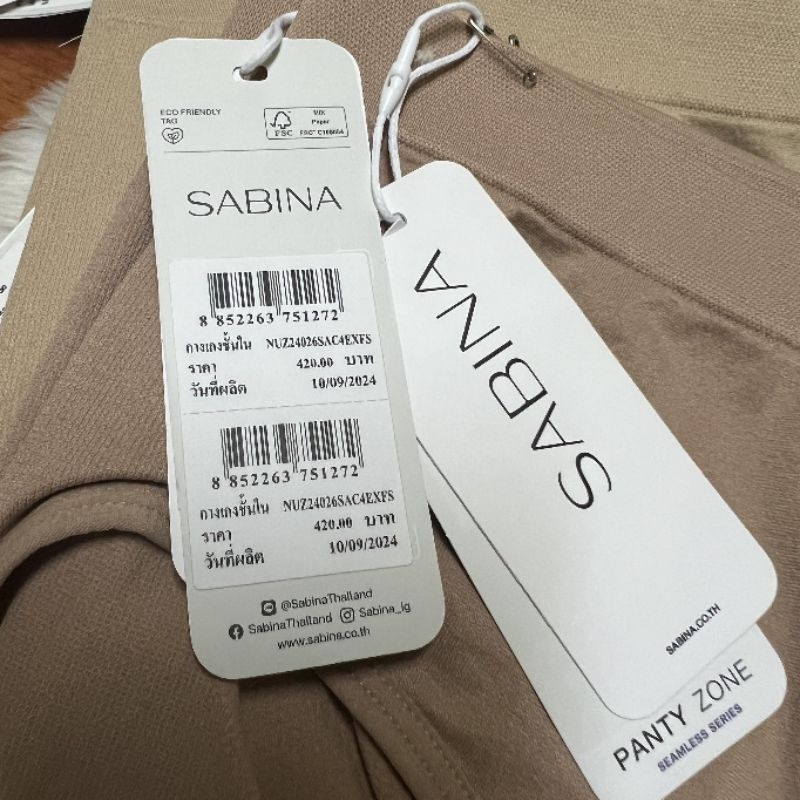 ECO FRIENDLY
TAG
FSC
MIX
Paper
SABINA
8 852263 751272
กางเกงชั้นใน NUZ24026SAC4EXFS
ราคา 420.00 บาท
วันที่ผลิต 10/09/2024
8 852263 751272
กางเกงชั้นใน NUZ24026SAC4EXFS
ราคา 420.00 บาท
วันที่ผลิต 10/09/2024
@SabinaThailand
SabinaThailand Sabina_ig
www.sabina.co.th
SABINA
SABINA.CO.TH
PANTY ZONE
SEAMLESS SERIES